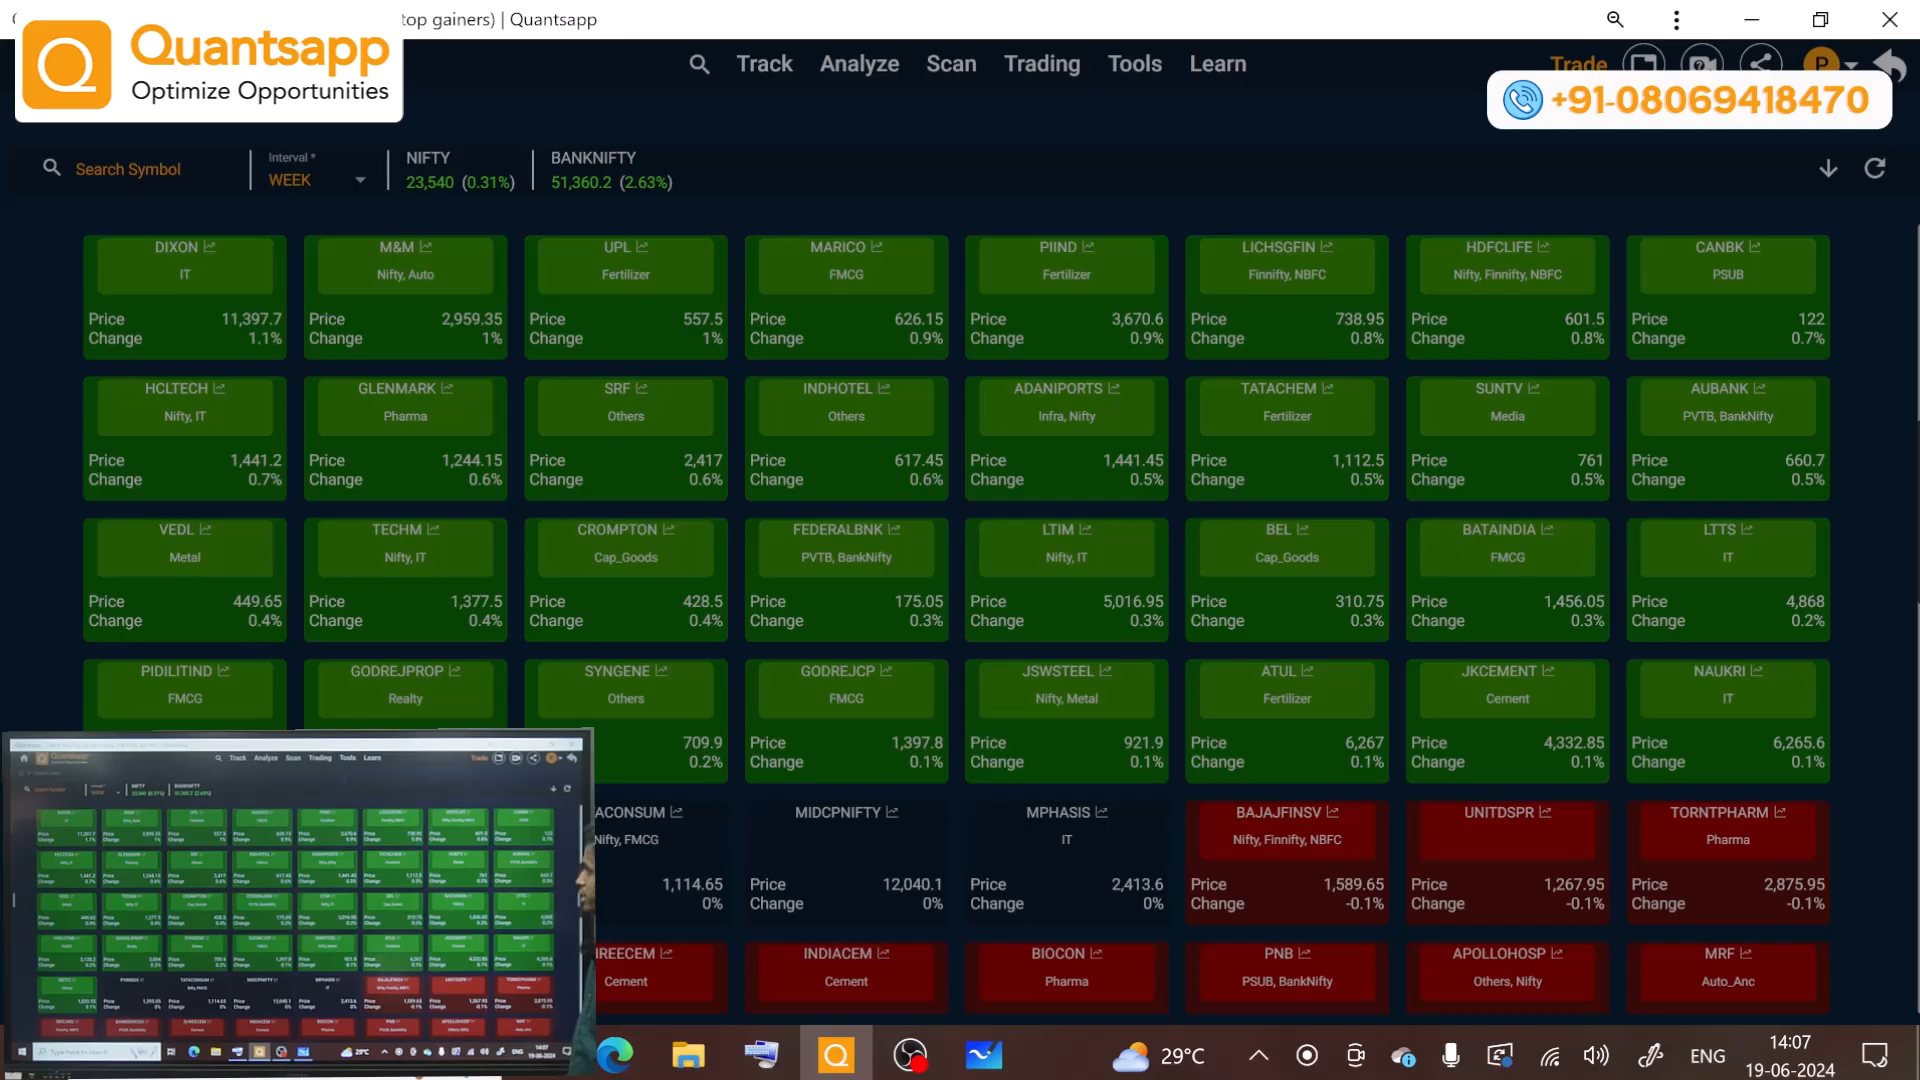 top gainers) | Quantsapp
Quantsapp
Optimize Opportunities
Track Analyze Scan Trading Tools Learn
Trade
P
+91-08069418470
Search Symbol
Interval *
WEEK
NIFTY
23,540 (0.31%)
BANKNIFTY
51,360.2 (2.63%)
DIXON M&M UPL MARICO PIIND LICHSGFIN HDFCLIFE CANBK
IT Nifty, Auto Fertilizer FMCG Fertilizer Finnifty, NBFC Nifty, Finnifty, NBFC PSUB
Price 11,397.7 Price 2,959.35 Price 557.5 Price 626.15 Price 3,670.6 Price 738.95 Price 601.5 Price 122
Change 1.1% Change 1% Change 1% Change 0.9% Change 0.9% Change 0.8% Change 0.8% Change 0.7%
HCLTECH GLENMARK SRF INDHOTEL ADANIPORTS TATACHEM SUNTV AUBANK
Nifty, IT Pharma Others Others Infra, Nifty Fertilizer Media PVTB, BankNifty
Price 1,441.2 Price 1,244.15 Price 2,417 Price 617.45 Price 1,441.45 Price 1,112.5 Price 761 Price 660.7
Change 0.7% Change 0.6% Change 0.6% Change 0.6% Change 0.5% Change 0.5% Change 0.5% Change 0.5%
VEDL TECHM CROMPTON FEDERALBNK LTIM BEL BATAINDIA LTTS
Metal Nifty, IT Cap_Goods PVTB, BankNifty Nifty, IT Cap_Goods FMCG IT
Price 449.65 Price 1,377.5 Price 428.5 Price 175.05 Price 5,016.95 Price 310.75 Price 1,456.05 Price 4,868
Change 0.4% Change 0.4% Change 0.4% Change 0.3% Change 0.3% Change 0.3% Change 0.3% Change 0.2%
PIDILITIND GODREJPROP SYNGENE GODREJCP JSWSTEEL ATUL JKCEMENT NAUKRI
FMCG Realty Others FMCG Nifty, Metal Fertilizer Cement IT
709.9 Price 1,397.8 Price 921.9 Price 6,267 Price 4,332.85 Price 6,265.6
0.2% Change 0.1% Change 0.1% Change 0.1% Change 0.1% Change 0.1%
ACONSUM MIDCPNIFTY MPHASIS BAJAJFINSV UNITDSPR TORNTPHARM
Nifty, FMCG IT Nifty, Finnifty, NBFC Pharma
1,114.65 Price 12,040.1 Price 2,413.6 Price 1,589.65 Price 1,267.95 Price 2,875.95
0% Change 0% Change 0% Change -0.1% Change -0.1% Change -0.1%
REECEM INDIACEM BIOCON PNB APOLLOHOSP MRF
Cement Cement Pharma PSUB, BankNifty Others, Nifty Auto_Anc
29°C
ENG
14:07
19-06-2024